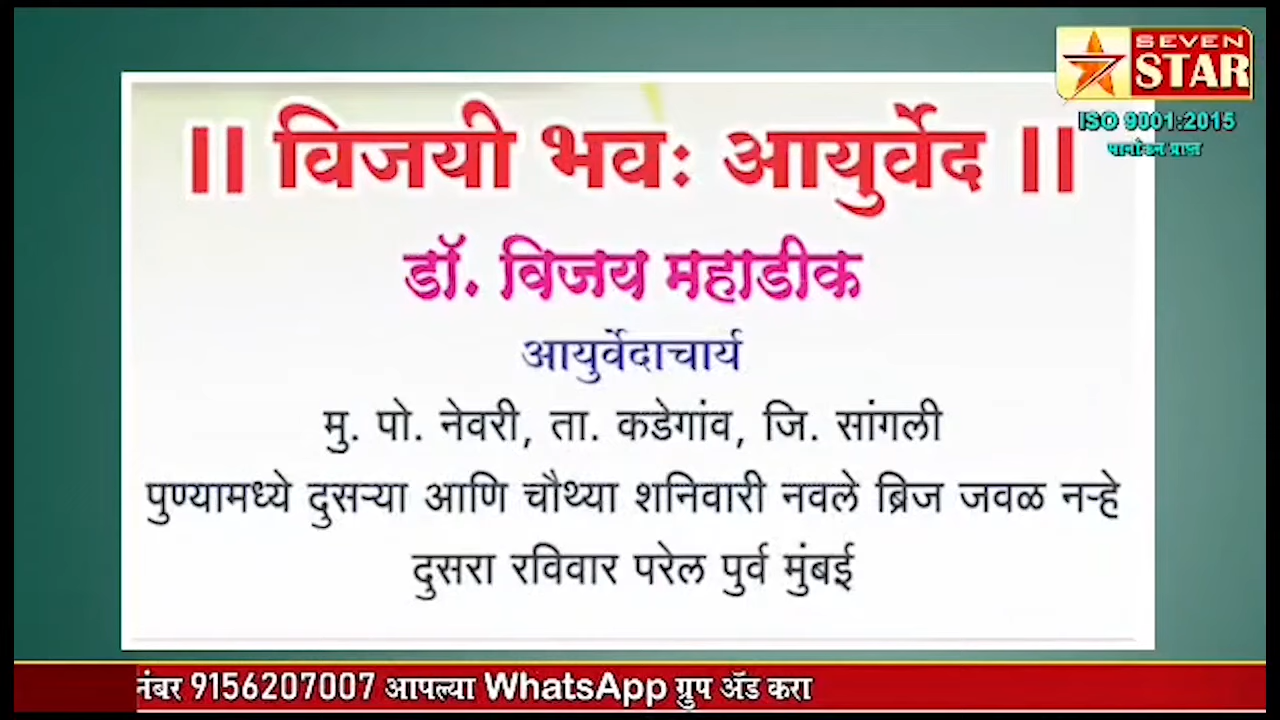 SEVEN
STAR
ISO 9001:2015
मानांकन प्राप्त
|| विजयी भवः आयुर्वेद ||
डॉ. विजय महाडीक
आयुर्वेदाचार्य
मु. पो. नेवरी, ता. कडेगांव, जि. सांगली
पुण्यामध्ये दुसऱ्या आणि चौथ्या शनिवारी नवले ब्रिज जवळ नऱ्हे
दुसरा रविवार परेल पुर्व मुंबई
नंबर 9156207007 आपल्या WhatsApp ग्रुप ॲड करा